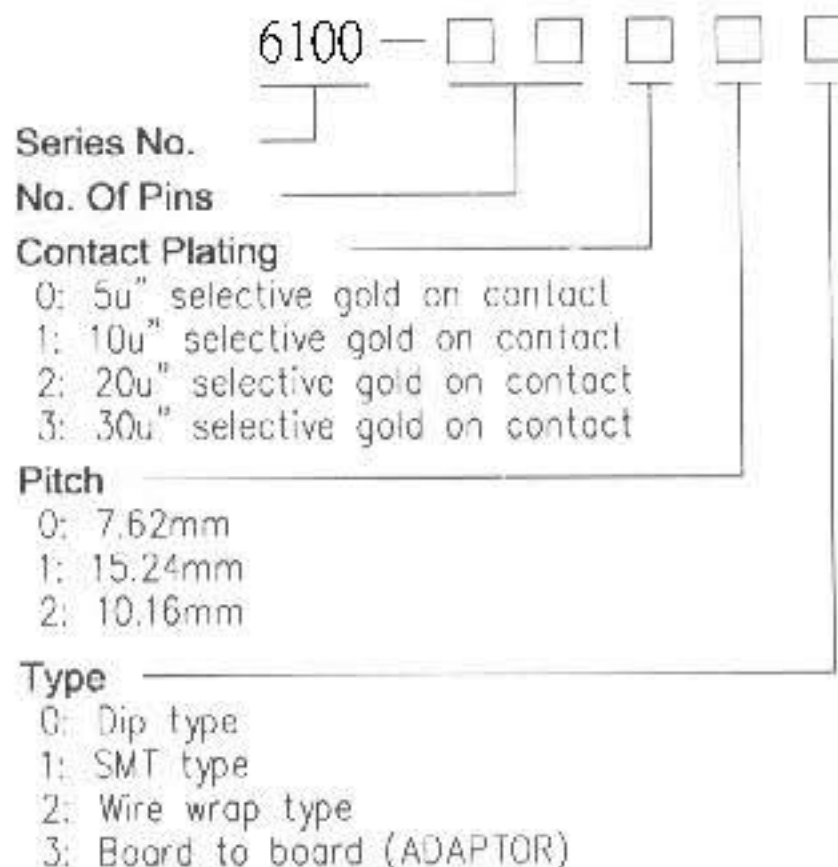 6100 — □ □ □ □ □
Series No.
No. Of Pins
Contact Plating
0: 5u" selective gold on contact
1: 10u" selective gold on contact
2: 20u" selective gold on contact
3: 30u" selective gold on contact
Pitch
0: 7.62mm
1: 15.24mm
2: 10.16mm
Type
0: Dip type
1: SMT type
2: Wire wrap type
3: Board to board (ADAPTOR)